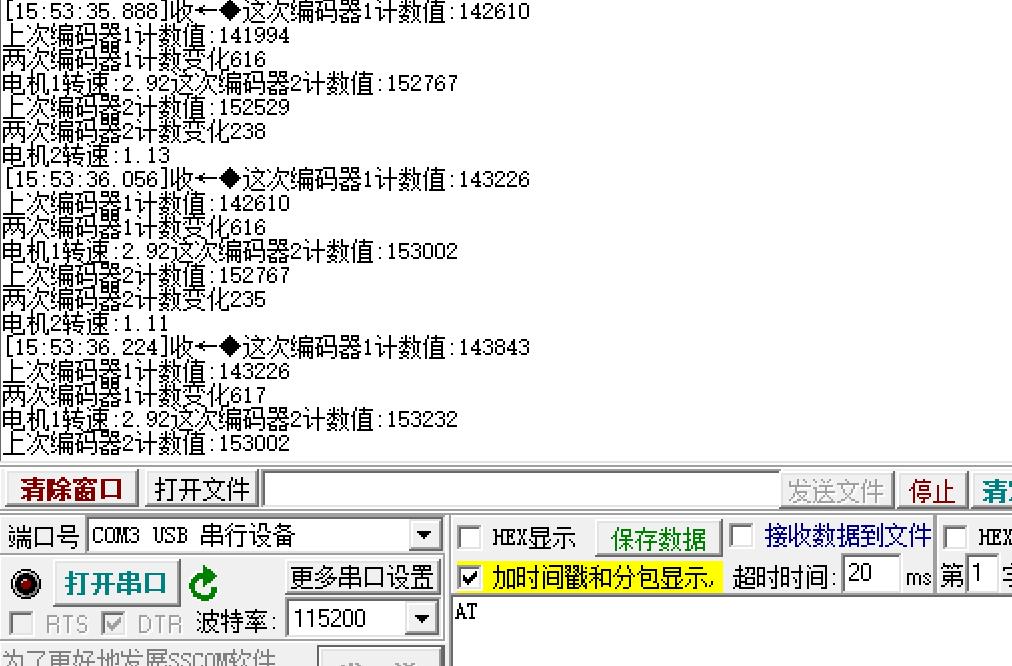 [15:53:35.888]收←◆这次编码器1计数值:142610
上次编码器1计数值:141994
两次编码器1计数变化616
电机1转速:2.92这次编码器2计数值:152767
上次编码器2计数值:152529
两次编码器2计数变化238
电机2转速:1.13
[15:53:36.056]收←◆这次编码器1计数值:143226
上次编码器1计数值:142610
两次编码器1计数变化616
电机1转速:2.92这次编码器2计数值:153002
上次编码器2计数值:152767
两次编码器2计数变化235
电机2转速:1.11
[15:53:36.224]收←◆这次编码器1计数值:143843
上次编码器1计数值:143226
两次编码器1计数变化617
电机1转速:2.92这次编码器2计数值:153232
上次编码器2计数值:153002
清除窗口 打开文件 发送文件 停止 清
端口号 COM3 USB 串行设备 HEX显示 保存数据 接收数据到文件 HEX
打开串口 更多串口设置 加时间戳和分包显示, 超时时间: 20 ms 第 1 字
RTS DTR 波特率: 115200 AT
为了更好地发展SSCOM软件